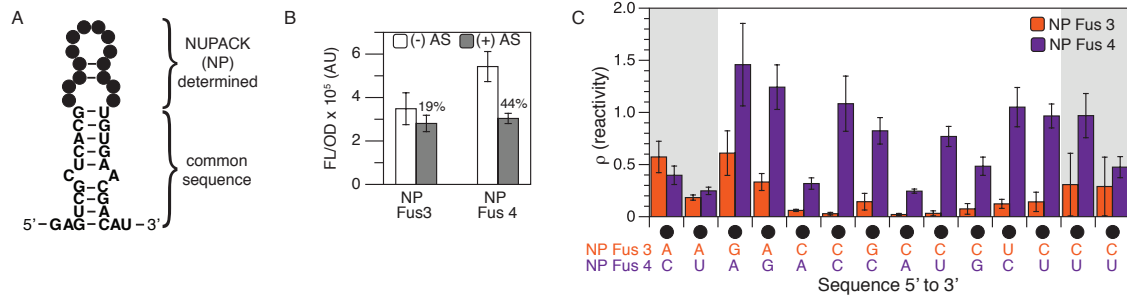 A
NUPACK
(NP)
determined
G – U
C – G
A – U
C – G
U – A
C A
G – C
C – G
U – A
5' – GAG – CAU – 3'
common
sequence
B
(-) AS (+) AS
FL/OD x 10⁵ (AU)
6
4
2
0
19%
44%
NP
Fus3
NP
Fus 4
C
NP Fus 3
NP Fus 4
ρ (reactivity)
2.0
1.5
1.0
0.5
0
NP Fus 3 A A G A C C G C C C U C C C
NP Fus 4 C U A G A C C A U G C U U U
Sequence 5' to 3'